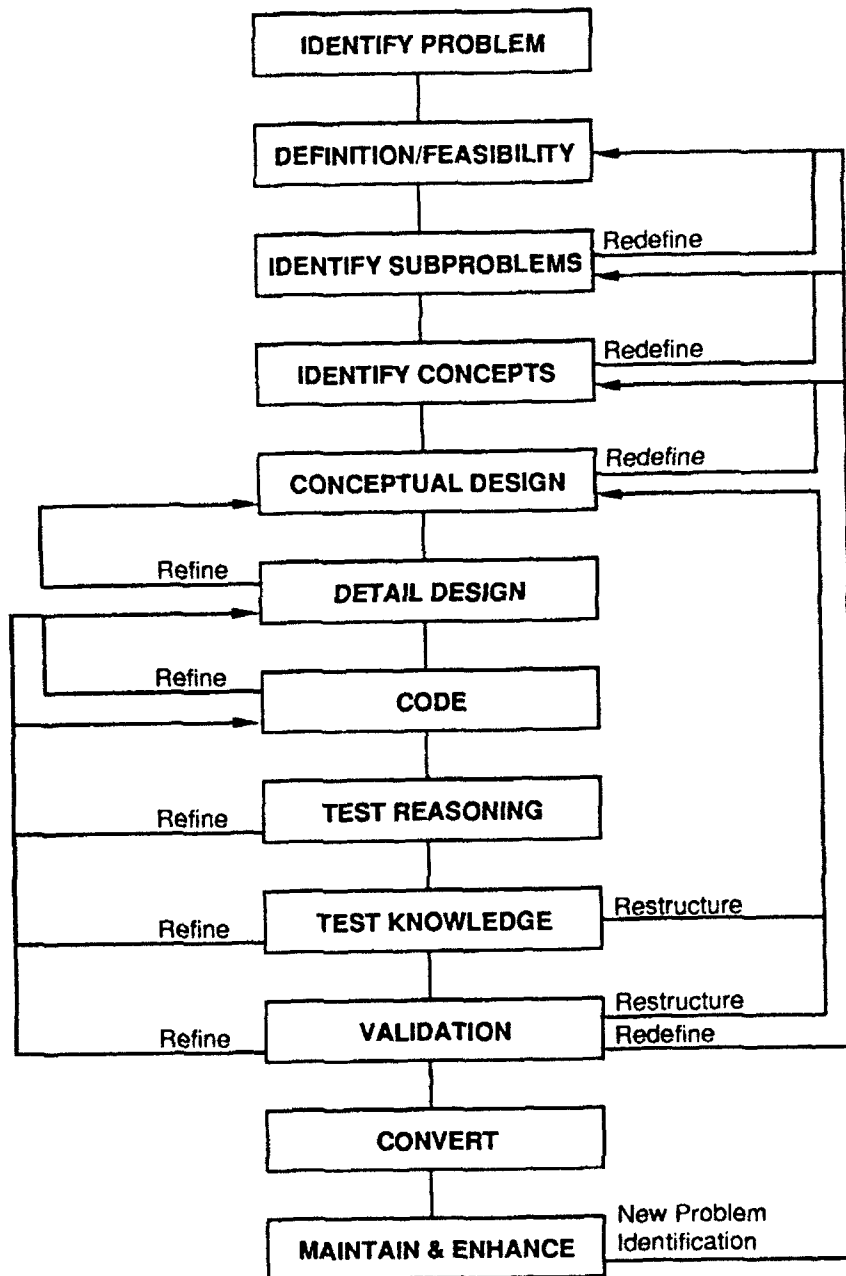 IDENTIFY PROBLEM
DEFINITION/FEASIBILITY
Redefine
IDENTIFY SUBPROBLEMS
Redefine
IDENTIFY CONCEPTS
Redefine
CONCEPTUAL DESIGN
Refine
DETAIL DESIGN
Refine
CODE
Refine
TEST REASONING
Refine
TEST KNOWLEDGE
Restructure
Refine
VALIDATION
Restructure
Redefine
CONVERT
MAINTAIN & ENHANCE
New Problem
Identification